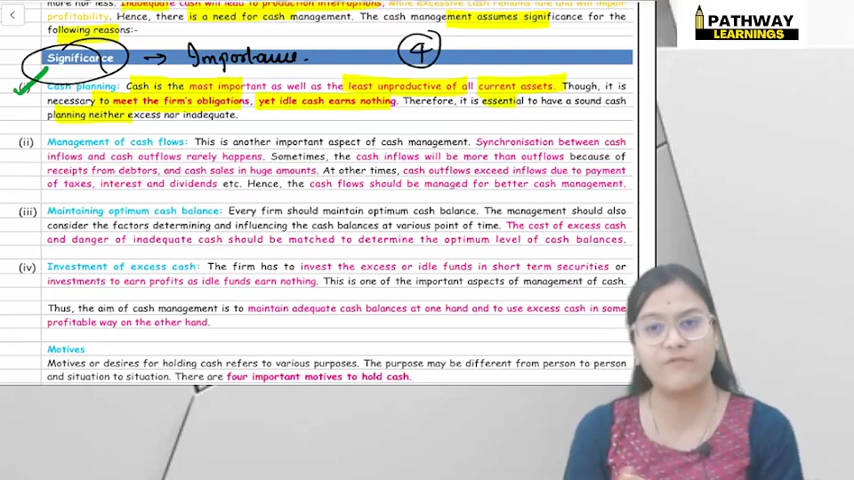 more nor less. Inadequate cash will lead to production interruptions, while excessive cash remains idle and will impair
profitability. Hence, there is a need for cash management. The cash management assumes significance for the
following reasons:-
Significance → Importance. 4
(i) Cash planning: Cash is the most important as well as the least unproductive of all current assets. Though, it is
necessary to meet the firm's obligations, yet idle cash earns nothing. Therefore, it is essential to have a sound cash
planning neither excess nor inadequate.
(ii) Management of cash flows: This is another important aspect of cash management. Synchronisation between cash
inflows and cash outflows rarely happens. Sometimes, the cash inflows will be more than outflows because of
receipts from debtors, and cash sales in huge amounts. At other times, cash outflows exceed inflows due to payment
of taxes, interest and dividends etc. Hence, the cash flows should be managed for better cash management.
(iii) Maintaining optimum cash balance: Every firm should maintain optimum cash balance. The management should also
consider the factors determining and influencing the cash balances at various point of time. The cost of excess cash
and danger of inadequate cash should be matched to determine the optimum level of cash balances.
(iv) Investment of excess cash: The firm has to invest the excess or idle funds in short term securities or
investments to earn profits as idle funds earn nothing. This is one of the important aspects of management of cash.
Thus, the aim of cash management is to maintain adequate cash balances at one hand and to use excess cash in some
profitable way on the other hand.
Motives
Motives or desires for holding cash refers to various purposes. The purpose may be different from person to person
and situation to situation. There are four important motives to hold cash.
PATHWAY
LEARNINGS